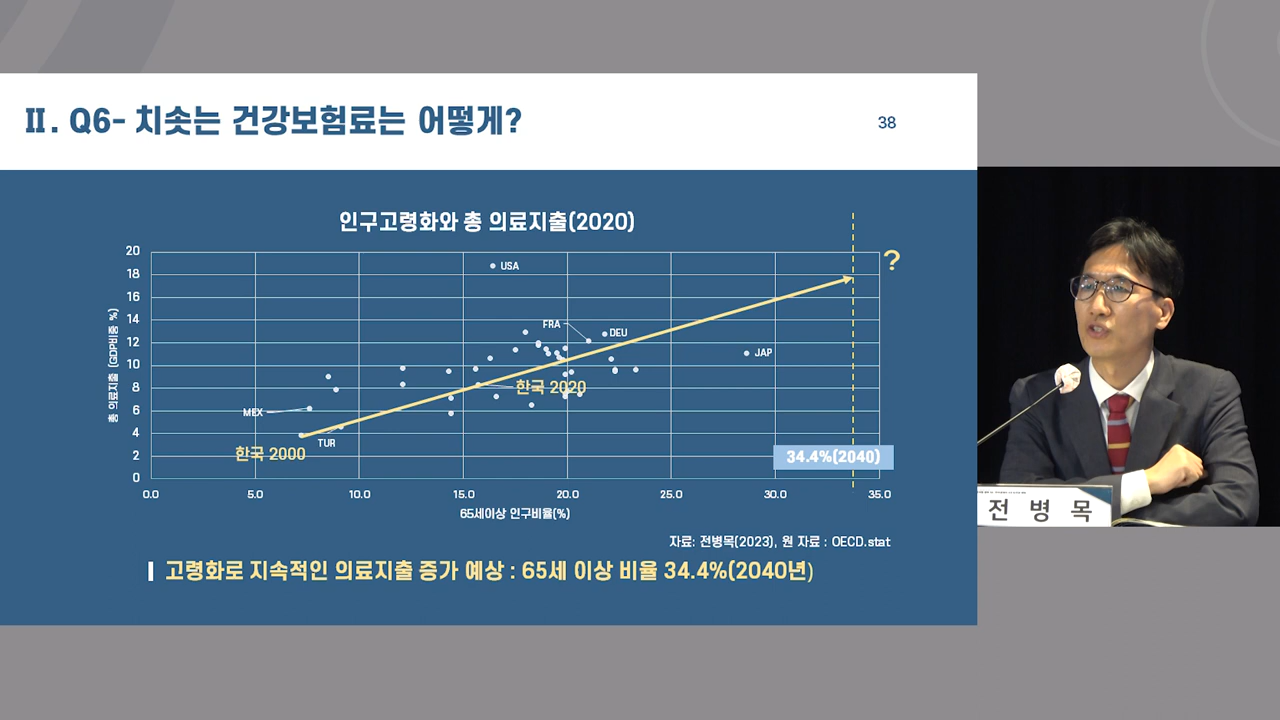 Ⅱ. Q6- 치솟는 건강보험료는 어떻게?
38
인구고령화와 총 의료지출(2020)
?
총 의료지출 (GDP비중 %)
20
18
16
14
12
10
8
6
4
2
0
USA
FRA
DEU
JAP
한국 2020
MEX
TUR
한국 2000
34.4%(2040)
0.0 5.0 10.0 15.0 20.0 25.0 30.0 35.0
65세이상 인구비율(%)
자료: 전병목(2023), 원 자료 : OECD.stat
고령화로 지속적인 의료지출 증가 예상 : 65세 이상 비율 34.4%(2040년)
전 병 목